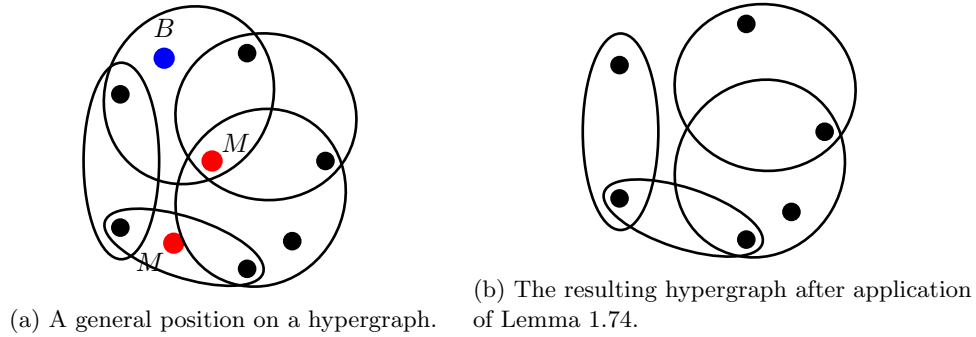 B
M
M
(a) A general position on a hypergraph.
(b) The resulting hypergraph after application
of Lemma 1.74.